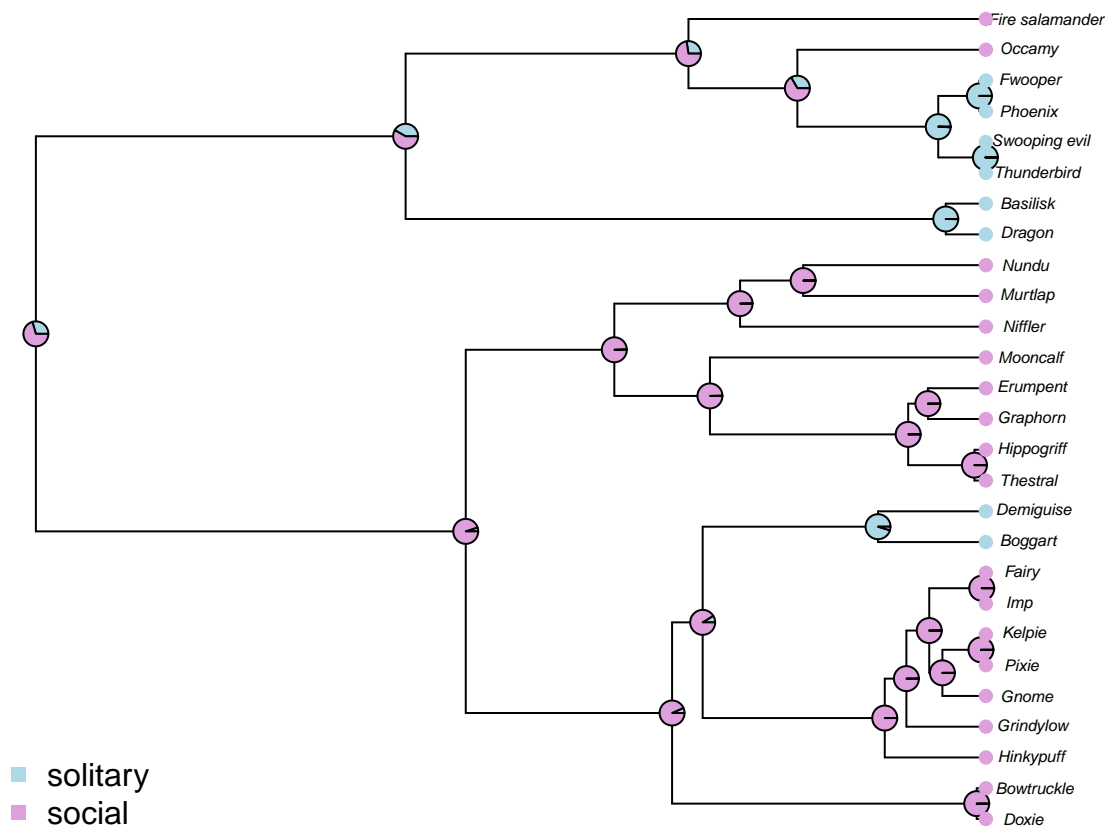 Fire salamander
Occamy
Fwooper
Phoenix
Swooping evil
Thunderbird
Basilisk
Dragon
Nundu
Murtlap
Niffler
Mooncalf
Erumpent
Graphorn
Hippogriff
Thestral
Demiguise
Boggart
Fairy
Imp
Kelpie
Pixie
Gnome
Grindylow
Hinkypuff
Bowtruckle
Doxie
solitary
social